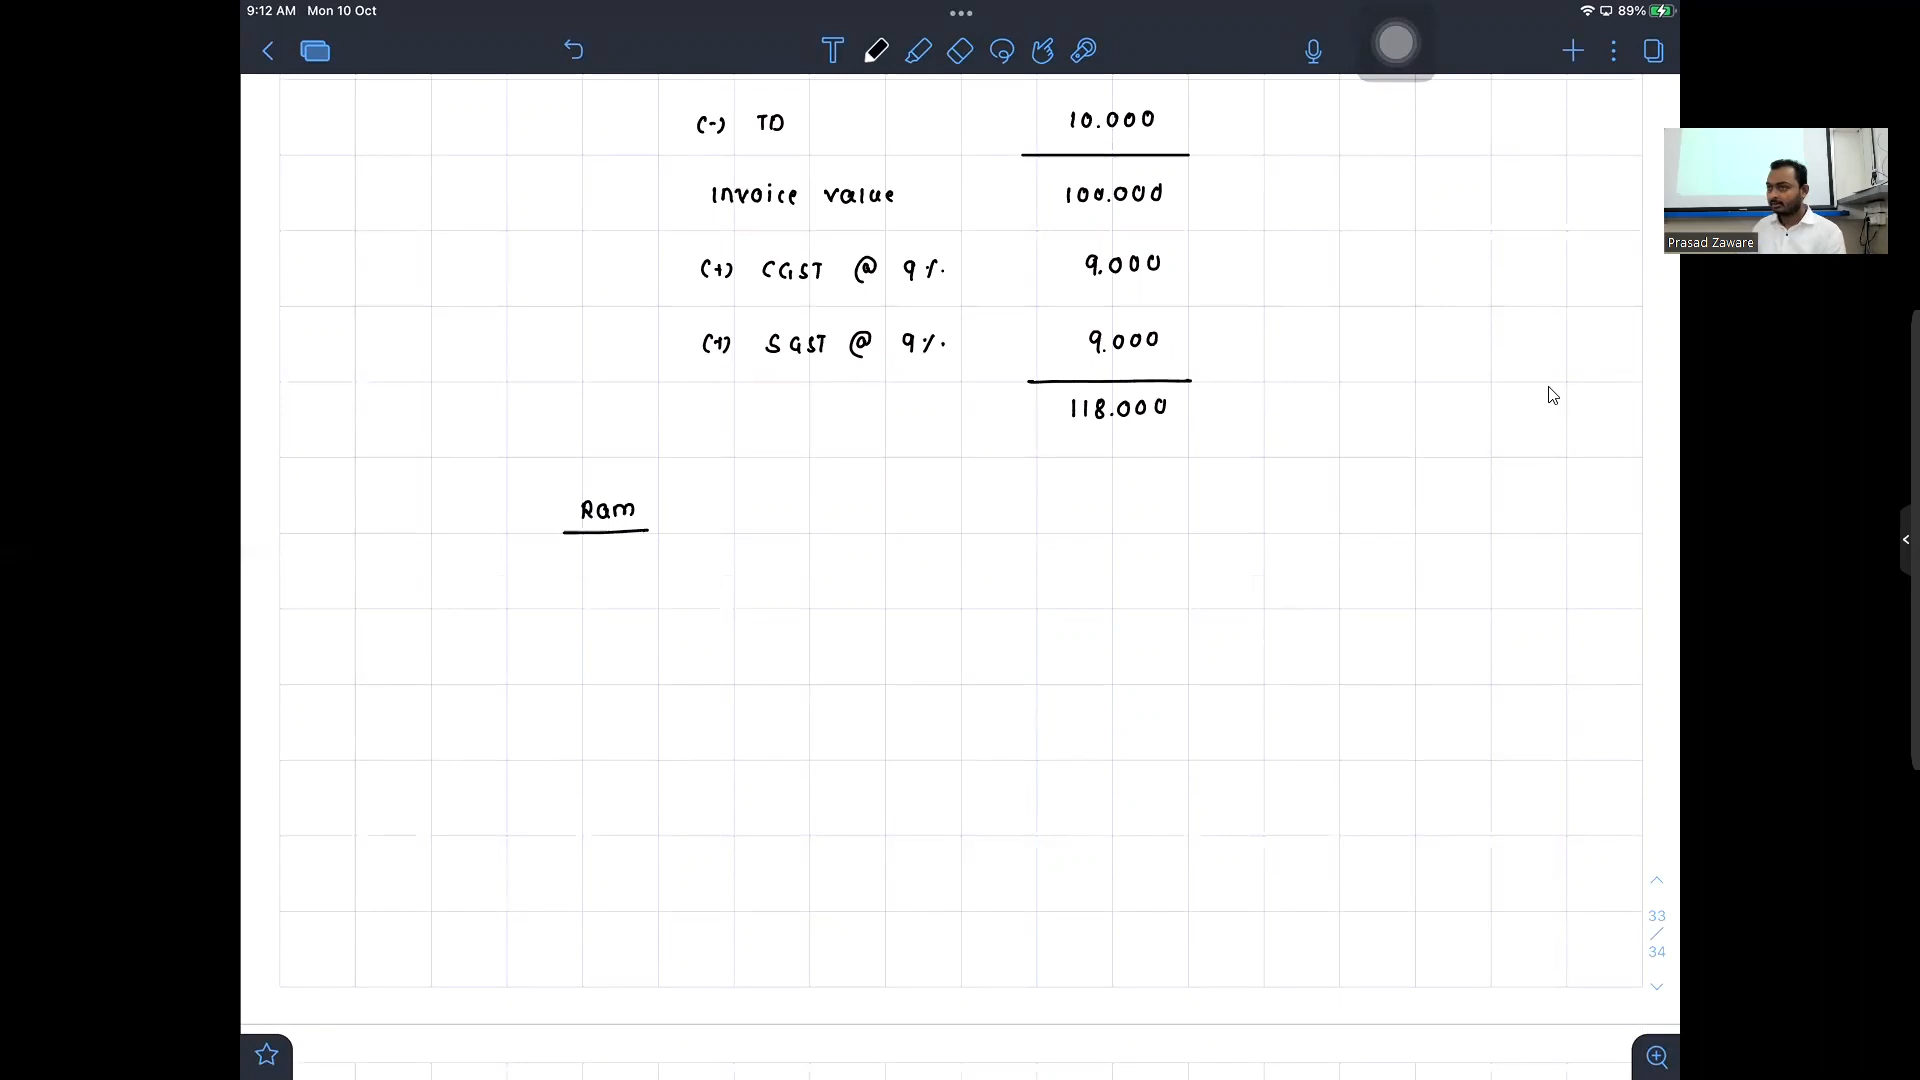 9:12 AM Mon 10 Oct
89%
(-) TD 10.000
Invoice value 100.000
(+) CGST @ 9%. 9.000
(+) SGST @ 9%. 9.000
118.000
Ram
Prasad Zaware
33
/
34